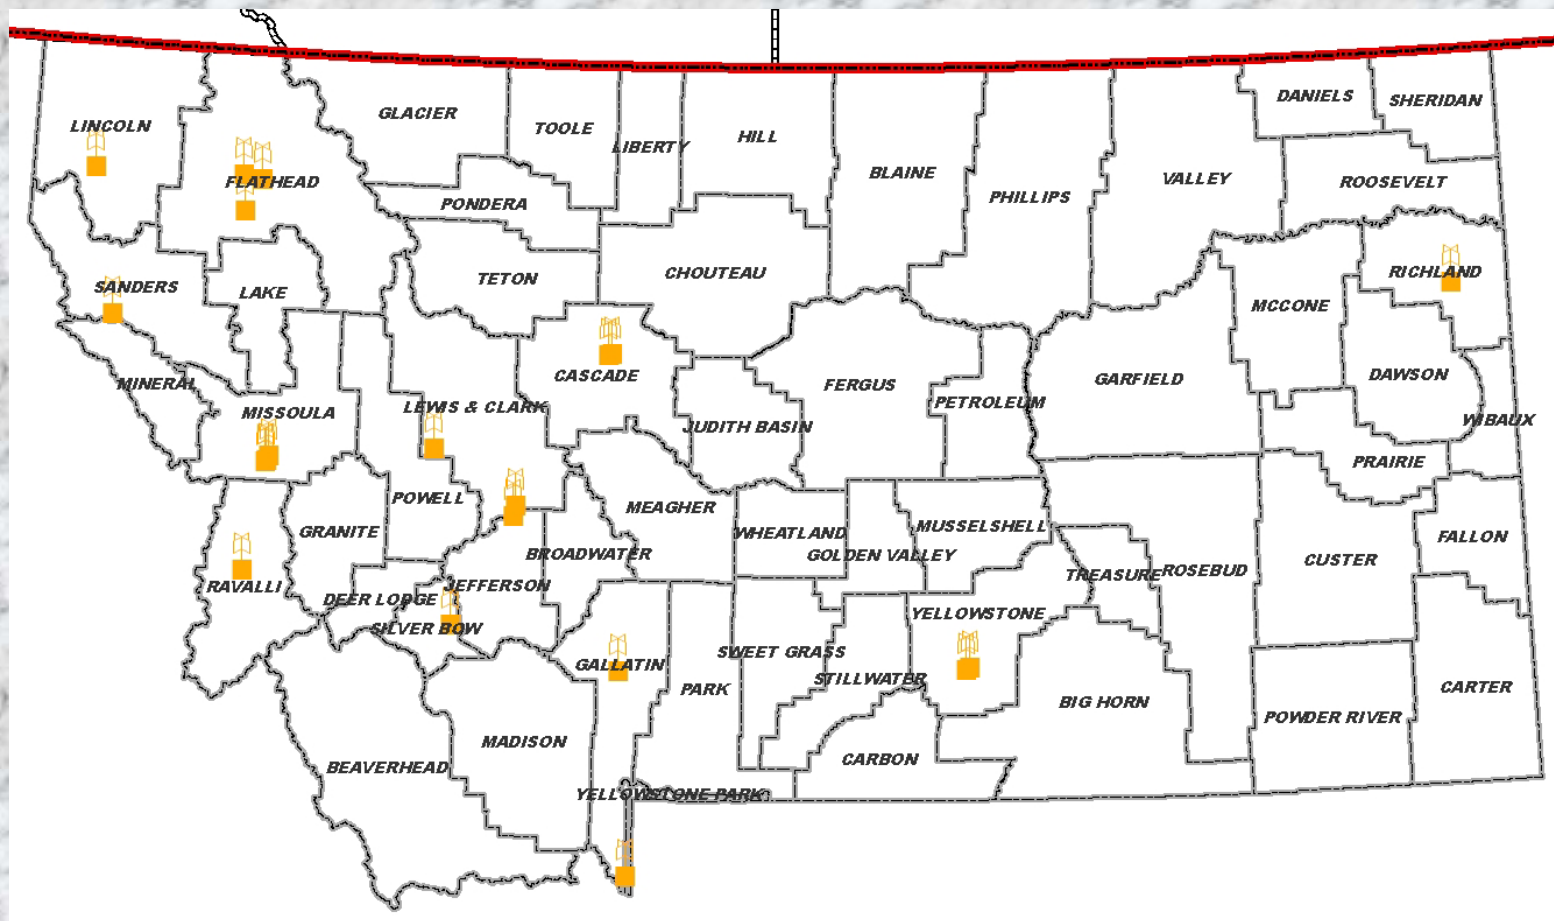 DANIELS
SHERIDAN
GLACIER
LINCOLN
TOOLE
HILL
LIBERTY
BLAINE
VALLEY
ROOSEVELT
FLATHEAD
PHILLIPS
PONDERA
CHOUTEAU
RICHLAND
TETON
SANDERS
LAKE
MCCONE
CASCADE
DAWSON
GARFIELD
MINERAL
FERGUS
PETROLEUM
LEWIS & CLARK
MISSOULA
WIBAUX
JUDITH BASIN
PRAIRIE
POWELL
MEAGHER
MUSSELSHELL
GRANITE
WHEATLAND
FALLON
BROADWATER
GOLDEN VALLEY
CUSTER
ROSEBUD
TREASURE
RAVALLI
JEFFERSON
DEER LODGE
YELLOWSTONE
SILVER BOW
SWEET GRASS
GALLATIN
STILLWATER
CARTER
PARK
BIG HORN
POWDER RIVER
MADISON
CARBON
BEAVERHEAD
YELLOWSTONE PARK